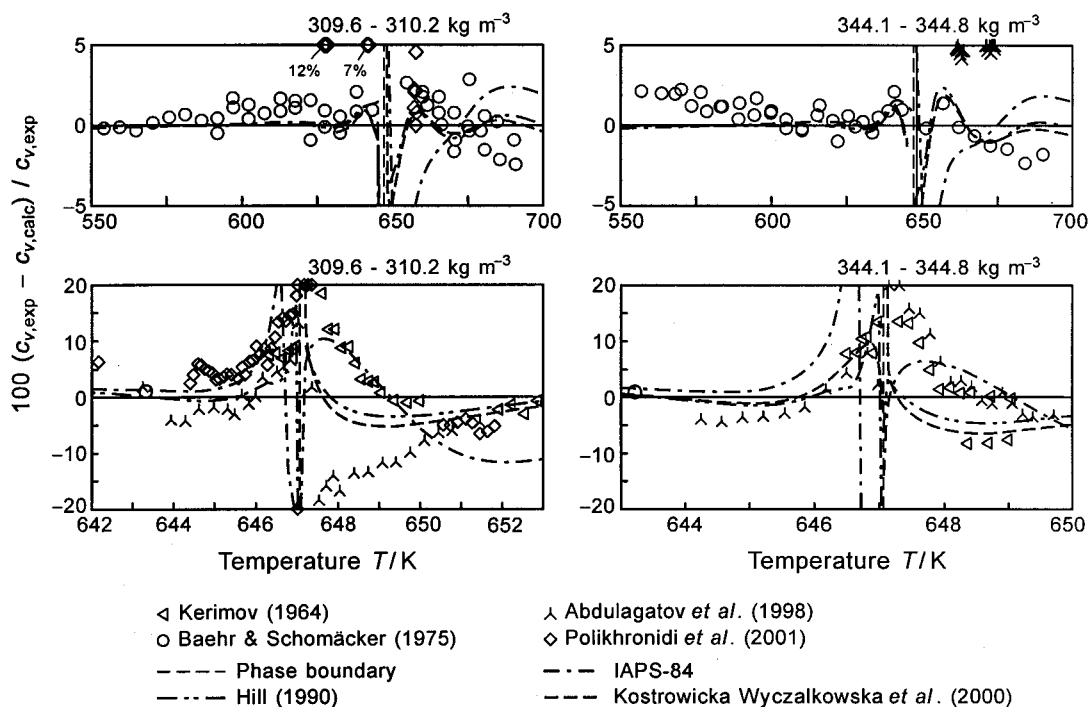 309.6 - 310.2 kg m⁻³
344.1 - 344.8 kg m⁻³
5
0
−5
12%
7%
550
600
650
700
5
0
−5
550
600
650
700
100 (cv,exp − cv,calc) / cv,exp
309.6 - 310.2 kg m⁻³
344.1 - 344.8 kg m⁻³
20
10
0
−10
−20
642
644
646
648
650
652
20
10
0
−10
−20
644
646
648
650
Temperature T/K
Temperature T/K
Kerimov (1964)
Abdulagatov et al. (1998)
Baehr & Schomäcker (1975)
Polikhronidi et al. (2001)
Phase boundary
IAPS-84
Hill (1990)
Kostrowicka Wyczalkowska et al. (2000)